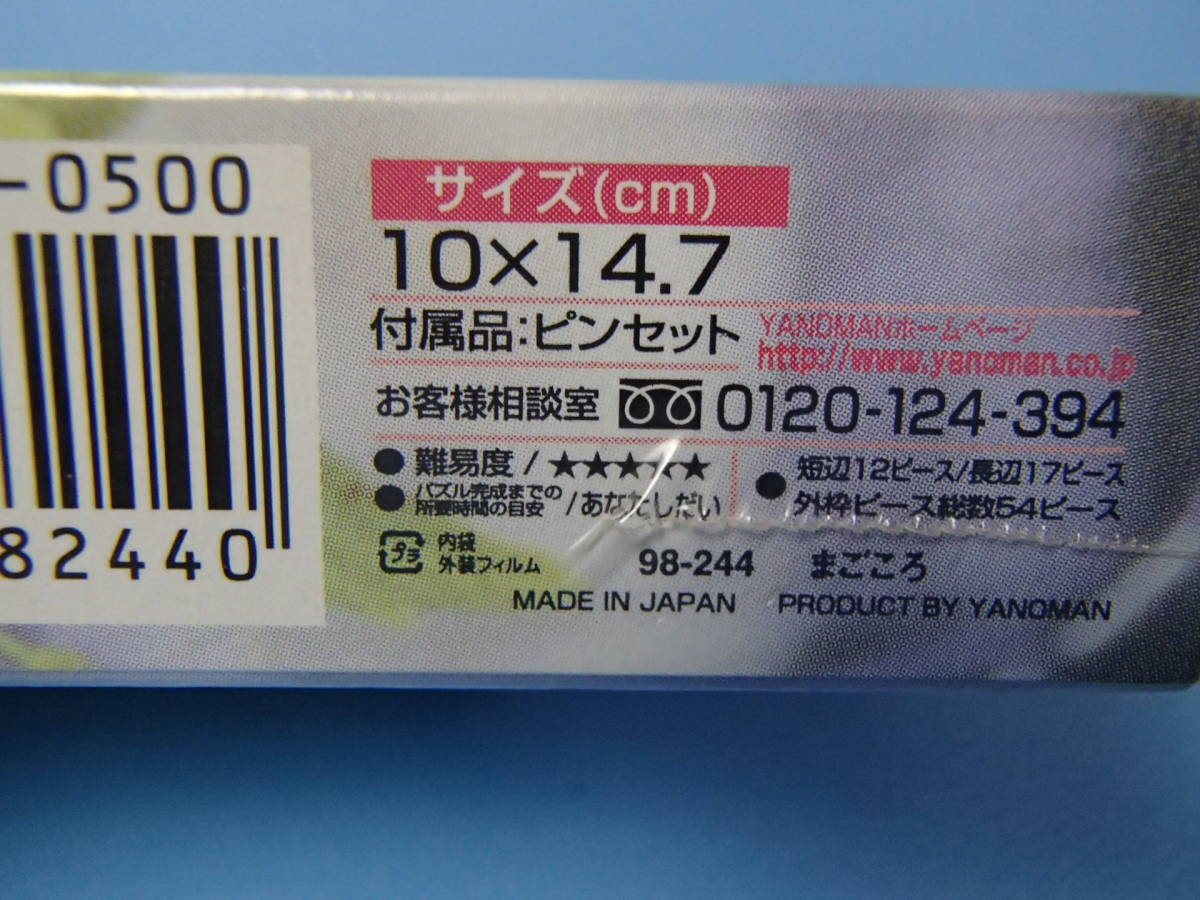 -0500
82440
サイズ(cm)
10×14.7
付属品:ピンセット
YANOMANホームページ
http://www.yanoman.co.jp
お客様相談室 0120-124-394
●難易度/★★★★★
●パズル完成までの
所要時間の目安/あなたしだい
●短辺12ピース/長辺17ピース
外枠ピース総数54ピース
プラ 内袋
外装フィルム
98-244 まごころ
MADE IN JAPAN PRODUCT BY YANOMAN